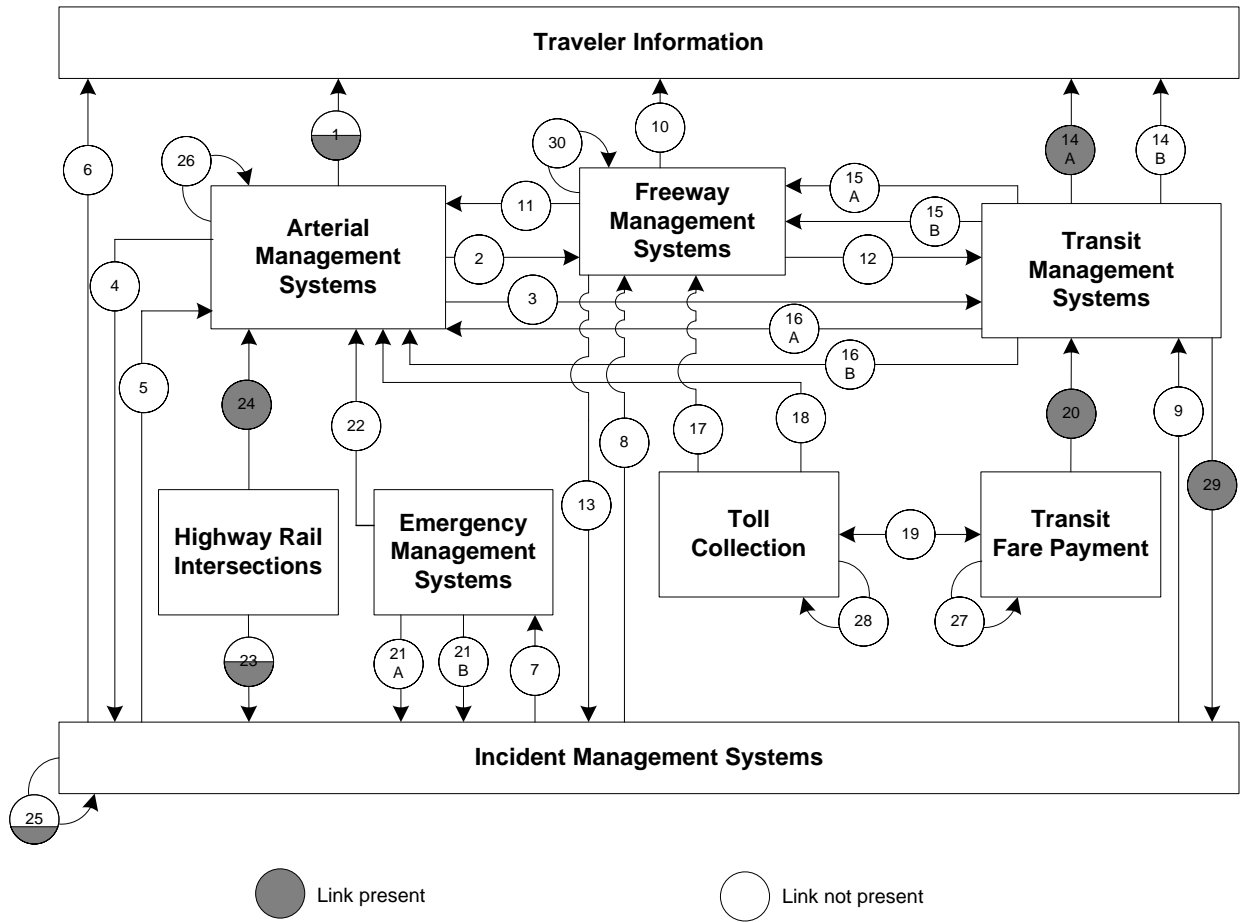 Traveler Information
1
10
14
A
14
B
6
26
30
15
A
11
Freeway
Management
Systems
15
B
Arterial
Management
Systems
2
12
Transit
Management
Systems
4
3
16
A
16
B
5
24
22
8
17
18
20
9
29
13
Highway Rail
Intersections
Emergency
Management
Systems
Toll
Collection
19
Transit
Fare Payment
28
27
23
21
A
21
B
7
Incident Management Systems
25
Link present
Link not present